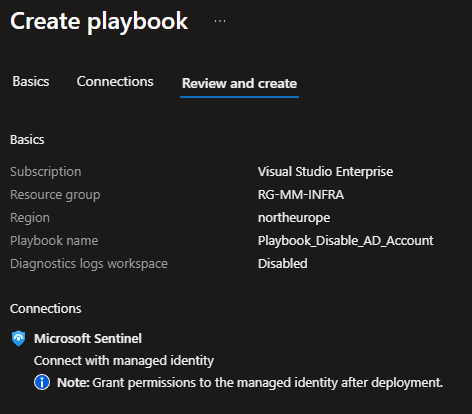 Create playbook ...
Basics Connections Review and create
Basics
Subscription Visual Studio Enterprise
Resource group RG-MM-INFRA
Region northeurope
Playbook name Playbook_Disable_AD_Account
Diagnostics logs workspace Disabled
Connections
Microsoft Sentinel
Connect with managed identity
Note: Grant permissions to the managed identity after deployment.